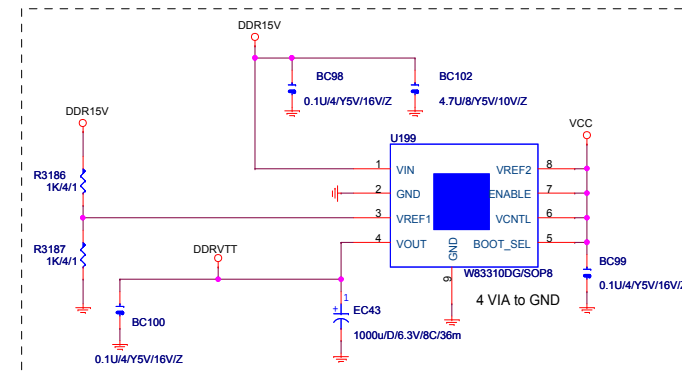 DDR15V
BC98
0.1U/4/Y5V/16V/Z
BC102
4.7U/8/Y5V/10V/Z
DDR15V
VCC
R3186
1K/4/1
U199
1 VIN VREF2 8
2 GND ENABLE 7
3 VREF1 VCNTL 6
4 VOUT BOOT_SEL 5
GND
9
W83310DG/SOP8
4 VIA to GND
R3187
1K/4/1
DDRVTT
BC99
0.1U/4/Y5V/16V/Z
BC100
0.1U/4/Y5V/16V/Z
1
+
EC43
1000u/D/6.3V/8C/36m